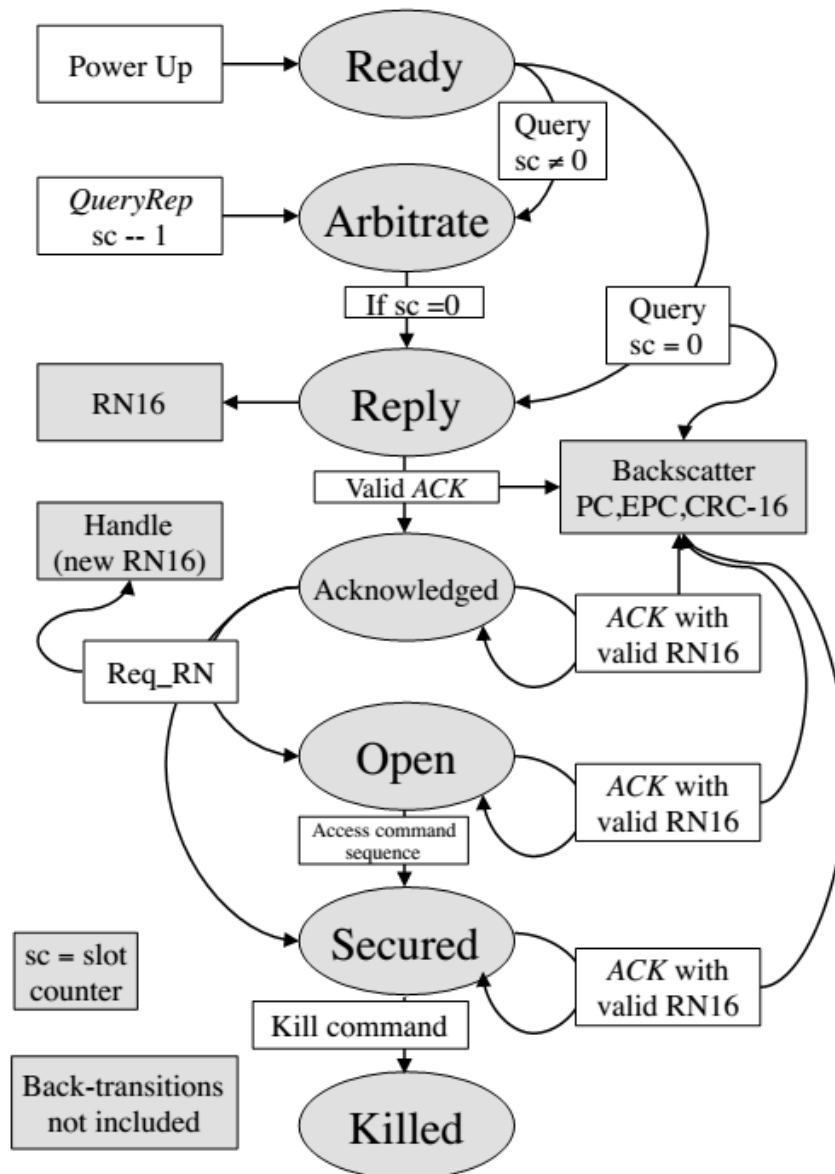 Power Up
Ready
Query
sc ≠ 0
QueryRep
sc -- 1
Arbitrate
If sc =0
Query
sc = 0
RN16
Reply
Valid ACK
Backscatter
PC,EPC,CRC-16
Handle
(new RN16)
Acknowledged
ACK with
valid RN16
Req_RN
Open
ACK with
valid RN16
Access command
sequence
Secured
ACK with
valid RN16
sc = slot
counter
Kill command
Back-transitions
not included
Killed